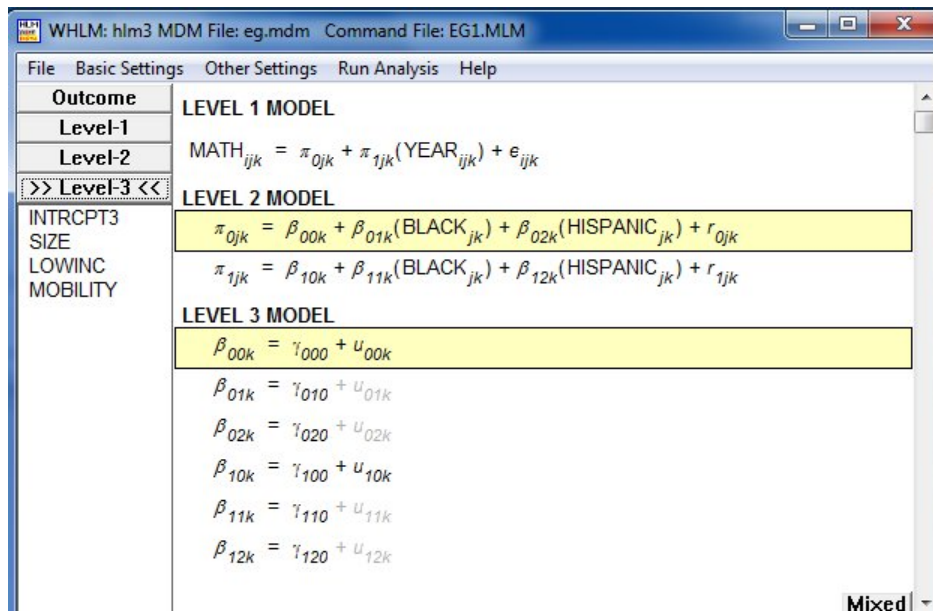 WHLM: hlm3 MDM File: eg.mdm Command File: EG1.MLM
File Basic Settings Other Settings Run Analysis Help
Outcome
Level-1
Level-2
>> Level-3 <<
INTRCPT3
SIZE
LOWINC
MOBILITY
LEVEL 1 MODEL
MATH_ijk = π_0jk + π_1jk(YEAR_ijk) + e_ijk
LEVEL 2 MODEL
π_0jk = β_00k + β_01k(BLACK_jk) + β_02k(HISPANIC_jk) + r_0jk
π_1jk = β_10k + β_11k(BLACK_jk) + β_12k(HISPANIC_jk) + r_1jk
LEVEL 3 MODEL
β_00k = γ_000 + u_00k
β_01k = γ_010 + u_01k
β_02k = γ_020 + u_02k
β_10k = γ_100 + u_10k
β_11k = γ_110 + u_11k
β_12k = γ_120 + u_12k
Mixed